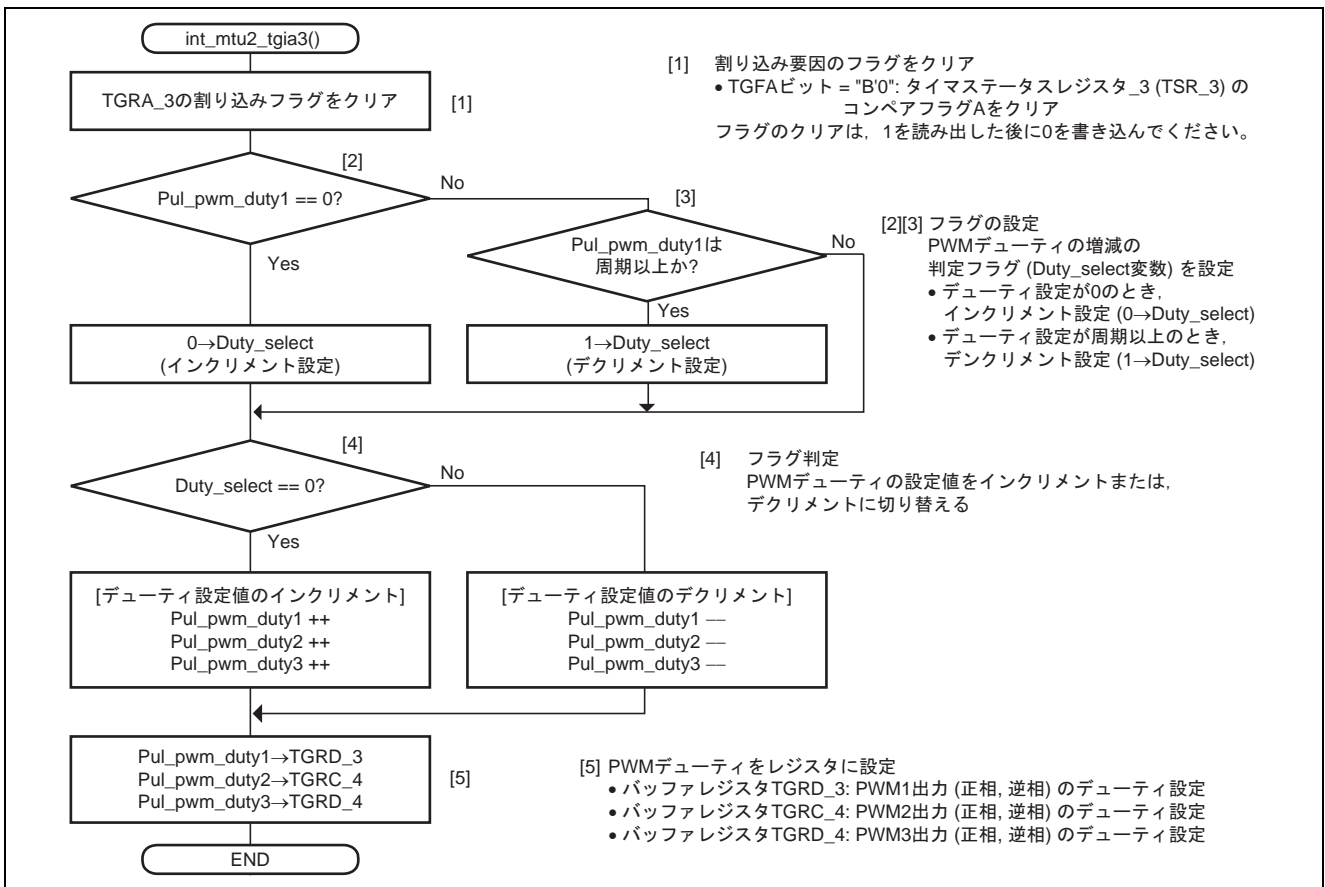 int_mtu2_tgia3()
TGRA_3の割り込みフラグをクリア
[1]
[1] 割り込み要因のフラグをクリア
• TGFAビット = "B'0": タイマステータスレジスタ_3 (TSR_3) の
コンペアフラグAをクリア
フラグのクリアは, 1を読み出した後に0を書き込んでください。
[2]
Pul_pwm_duty1 == 0?
No
Yes
[3]
Pul_pwm_duty1は
周期以上か?
No
Yes
[2][3] フラグの設定
PWMデューティの増減の
判定フラグ (Duty_select変数) を設定
• デューティ設定が0のとき,
インクリメント設定 (0→Duty_select)
• デューティ設定が周期以上のとき,
デンクリメント設定 (1→Duty_select)
0→Duty_select
(インクリメント設定)
1→Duty_select
(デクリメント設定)
[4]
Duty_select == 0?
No
Yes
[4] フラグ判定
PWMデューティの設定値をインクリメントまたは,
デクリメントに切り替える
[デューティ設定値のインクリメント]
Pul_pwm_duty1 ++
Pul_pwm_duty2 ++
Pul_pwm_duty3 ++
[デューティ設定値のデクリメント]
Pul_pwm_duty1 −−
Pul_pwm_duty2 −−
Pul_pwm_duty3 −−
Pul_pwm_duty1→TGRD_3
Pul_pwm_duty2→TGRC_4
Pul_pwm_duty3→TGRD_4
[5]
[5] PWMデューティをレジスタに設定
• バッファレジスタTGRD_3: PWM1出力 (正相, 逆相) のデューティ設定
• バッファレジスタTGRC_4: PWM2出力 (正相, 逆相) のデューティ設定
• バッファレジスタTGRD_4: PWM3出力 (正相, 逆相) のデューティ設定
END